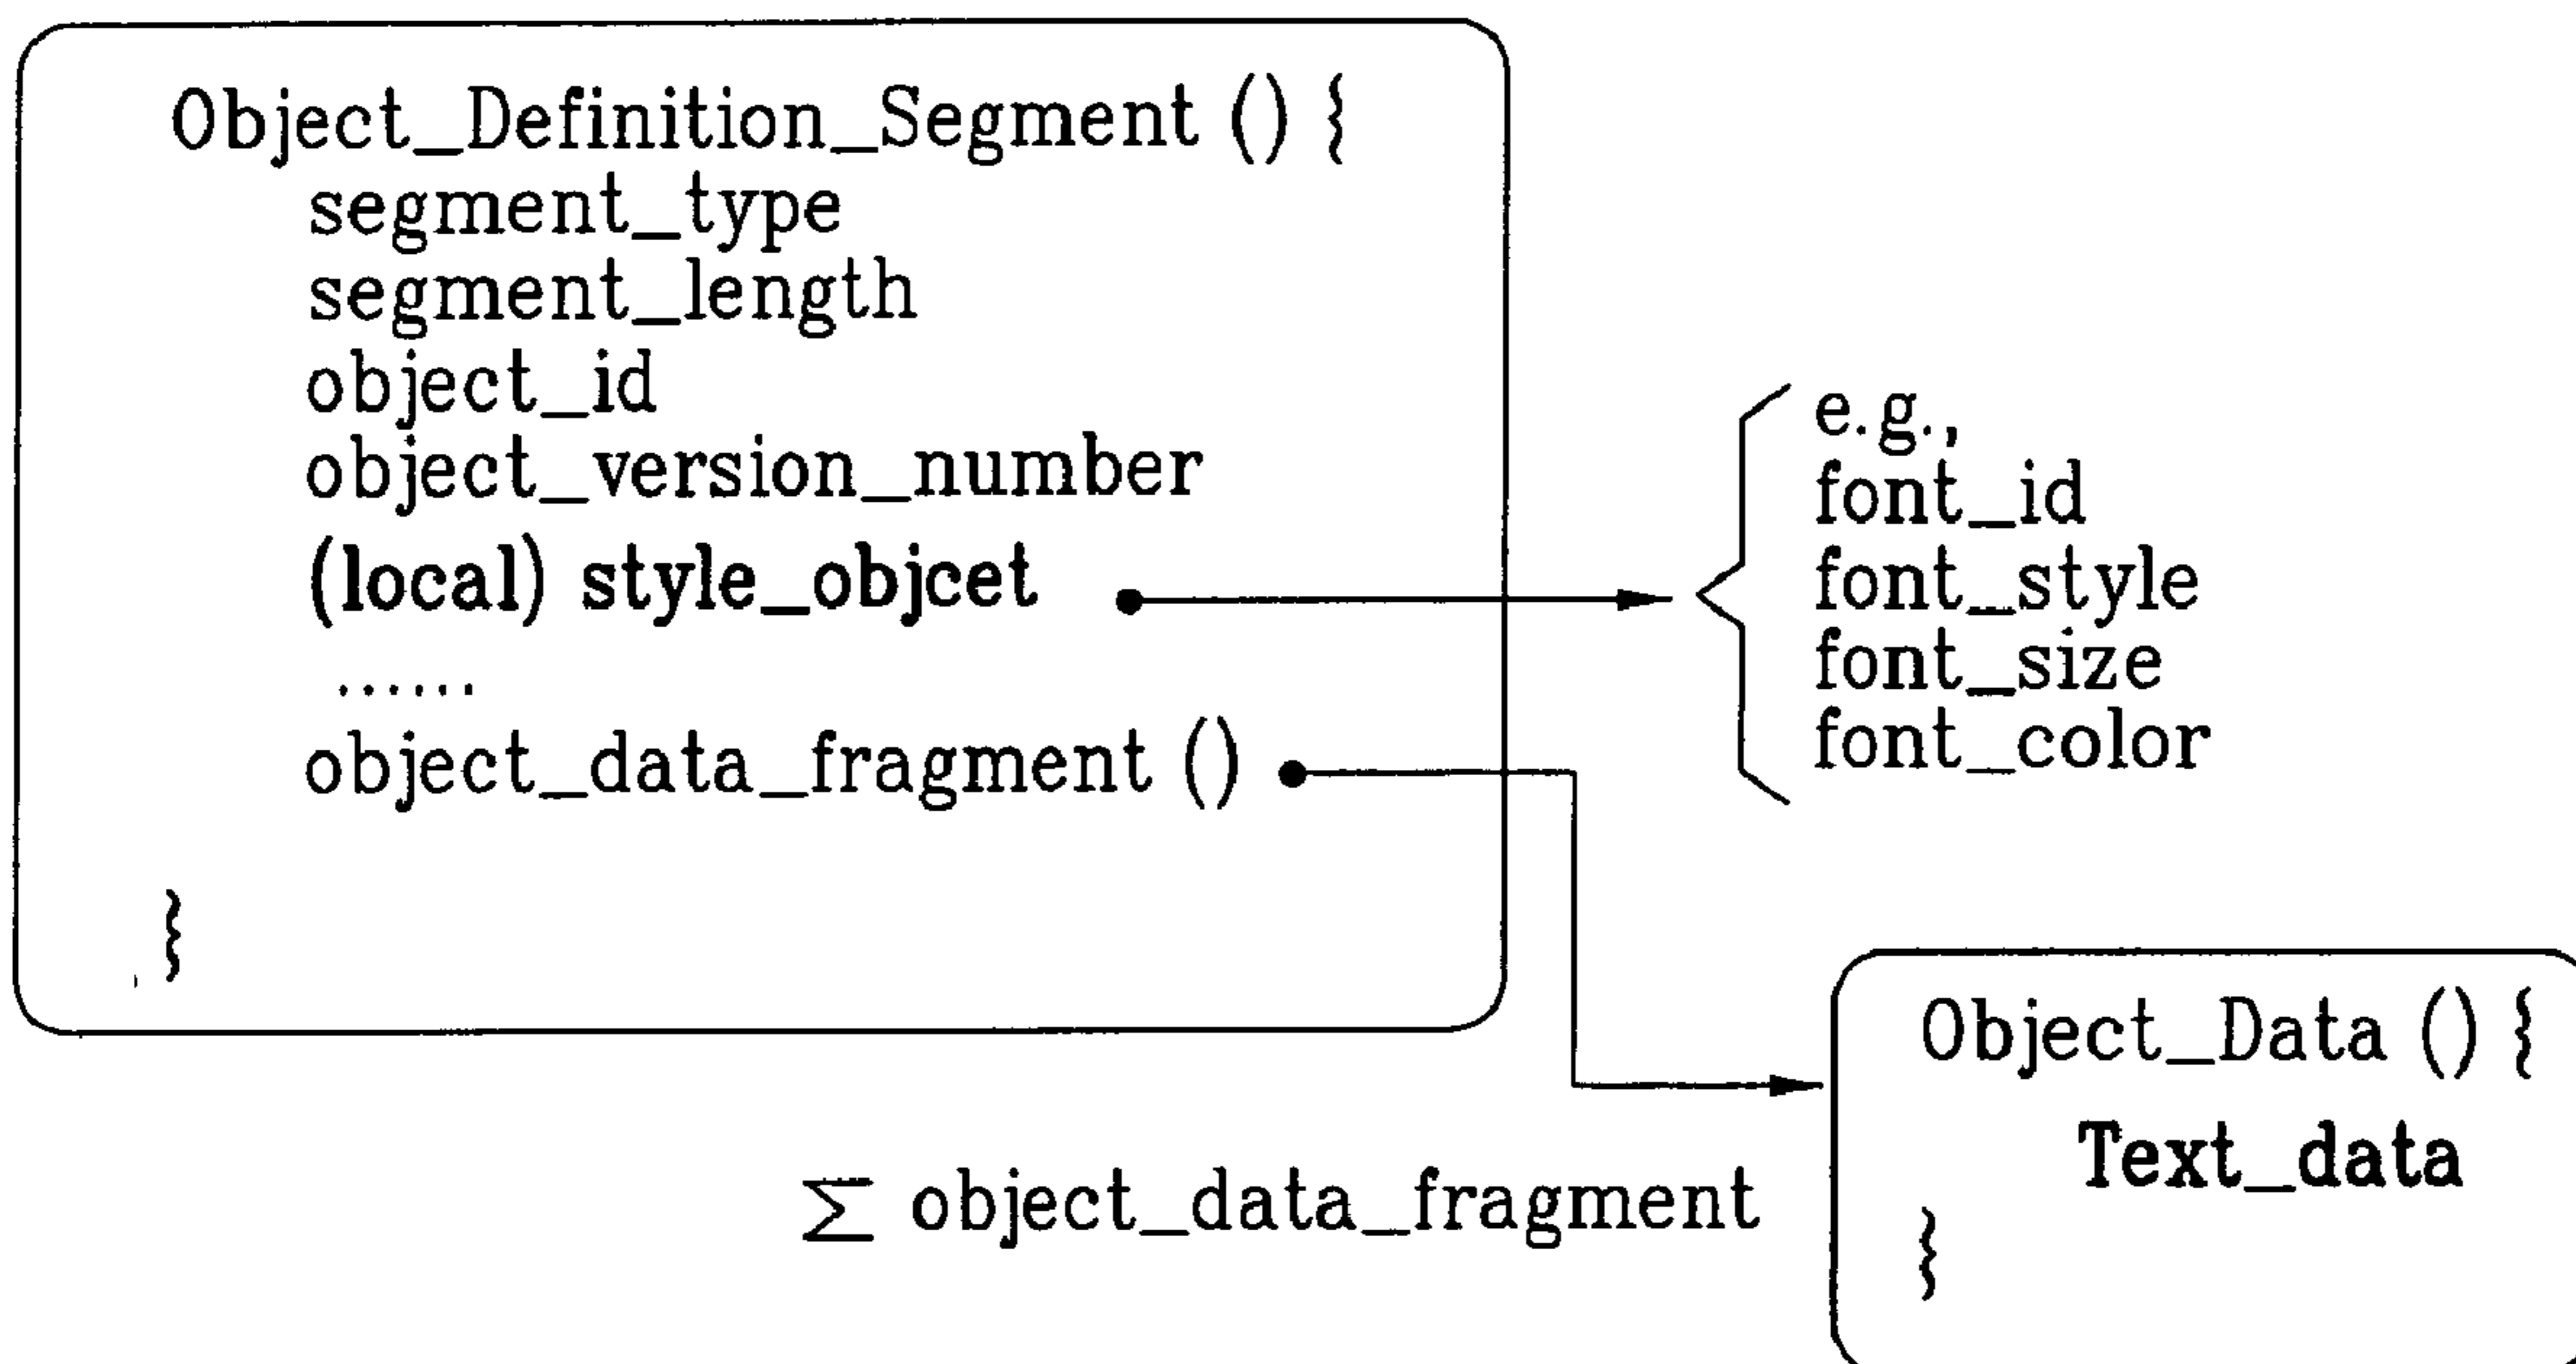 Object_Definition_Segment () {
segment_type
segment_length
object_id
object_version_number
(local) style_objcet
......
object_data_fragment ()
}
e.g.,
font_id
font_style
font_size
font_color
Σ object_data_fragment
Object_Data () {
Text_data
}